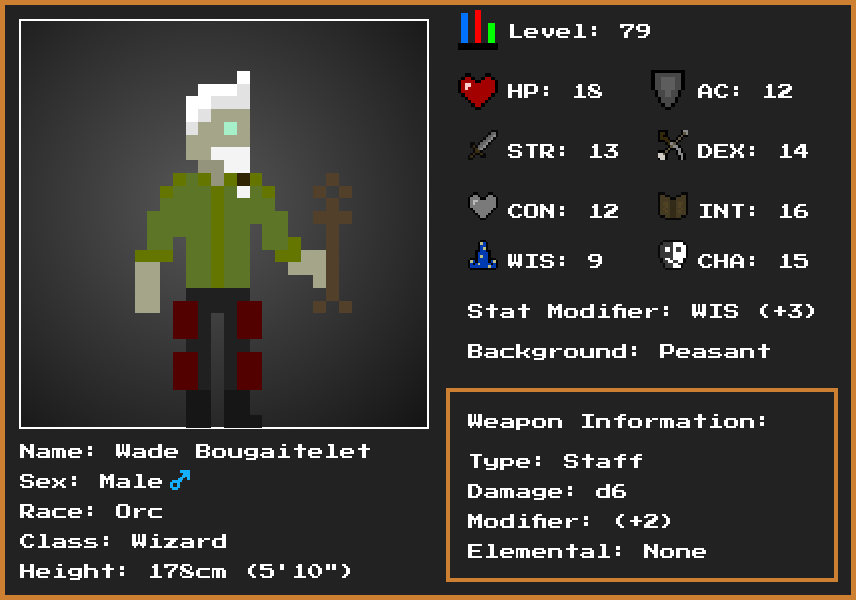 Level: 79
HP: 18
AC: 12
STR: 13
DEX: 14
CON: 12
INT: 16
WIS: 9
CHA: 15
Stat Modifier: WIS (+3)
Background: Peasant
Weapon Information:
Type: Staff
Damage: d6
Modifier: (+2)
Elemental: None
Name: Wade Bougaitelet
Sex: Male ♂
Race: Orc
Class: Wizard
Height: 178cm (5'10")